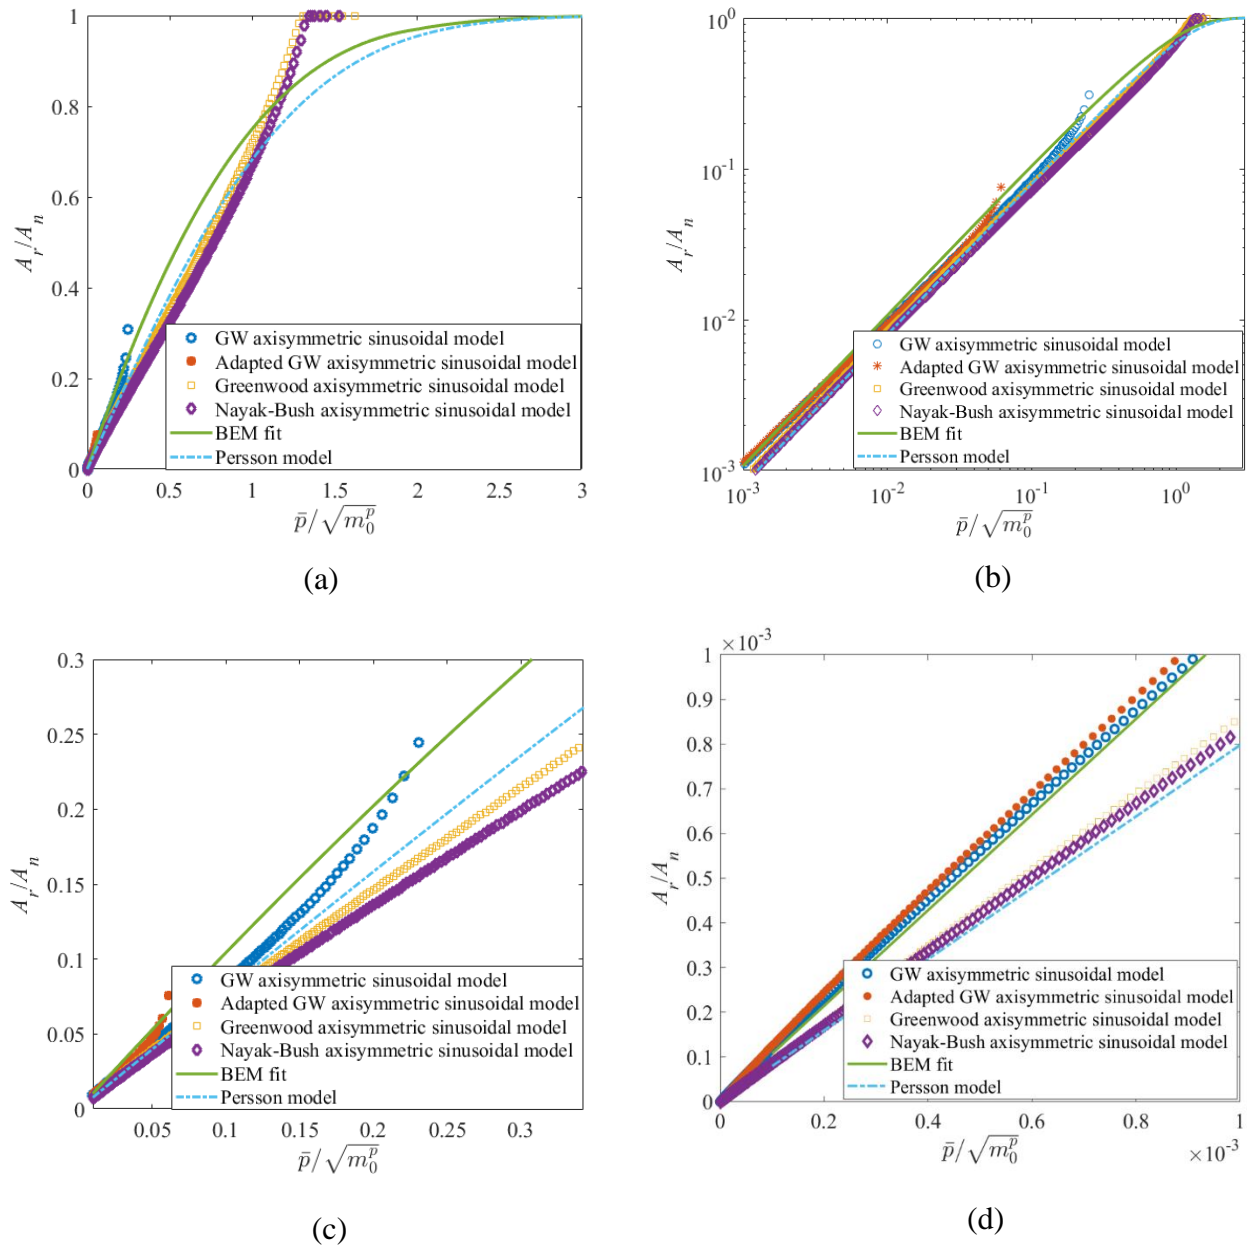 1
0.8
0.6
0.4
0.2
0
A_r/A_n
GW axisymmetric sinusoidal model
Adapted GW axisymmetric sinusoidal model
Greenwood axisymmetric sinusoidal model
Nayak-Bush axisymmetric sinusoidal model
BEM fit
Persson model
0 0.5 1 1.5 2 2.5 3
p̄/√m₀ᵖ
(a)
10⁰
10⁻¹
10⁻²
10⁻³
A_r/A_n
GW axisymmetric sinusoidal model
Adapted GW axisymmetric sinusoidal model
Greenwood axisymmetric sinusoidal model
Nayak-Bush axisymmetric sinusoidal model
BEM fit
Persson model
10⁻³ 10⁻² 10⁻¹ 10⁰
p̄/√m₀ᵖ
(b)
0.3
0.25
0.2
0.15
0.1
0.05
0
A_r/A_n
GW axisymmetric sinusoidal model
Adapted GW axisymmetric sinusoidal model
Greenwood axisymmetric sinusoidal model
Nayak-Bush axisymmetric sinusoidal model
BEM fit
Persson model
0.05 0.1 0.15 0.2 0.25 0.3
p̄/√m₀ᵖ
(c)
×10⁻³
1
0.9
0.8
0.7
0.6
0.5
0.4
0.3
0.2
0.1
0
A_r/A_n
GW axisymmetric sinusoidal model
Adapted GW axisymmetric sinusoidal model
Greenwood axisymmetric sinusoidal model
Nayak-Bush axisymmetric sinusoidal model
BEM fit
Persson model
0 0.2 0.4 0.6 0.8 1
p̄/√m₀ᵖ
×10⁻³
(d)